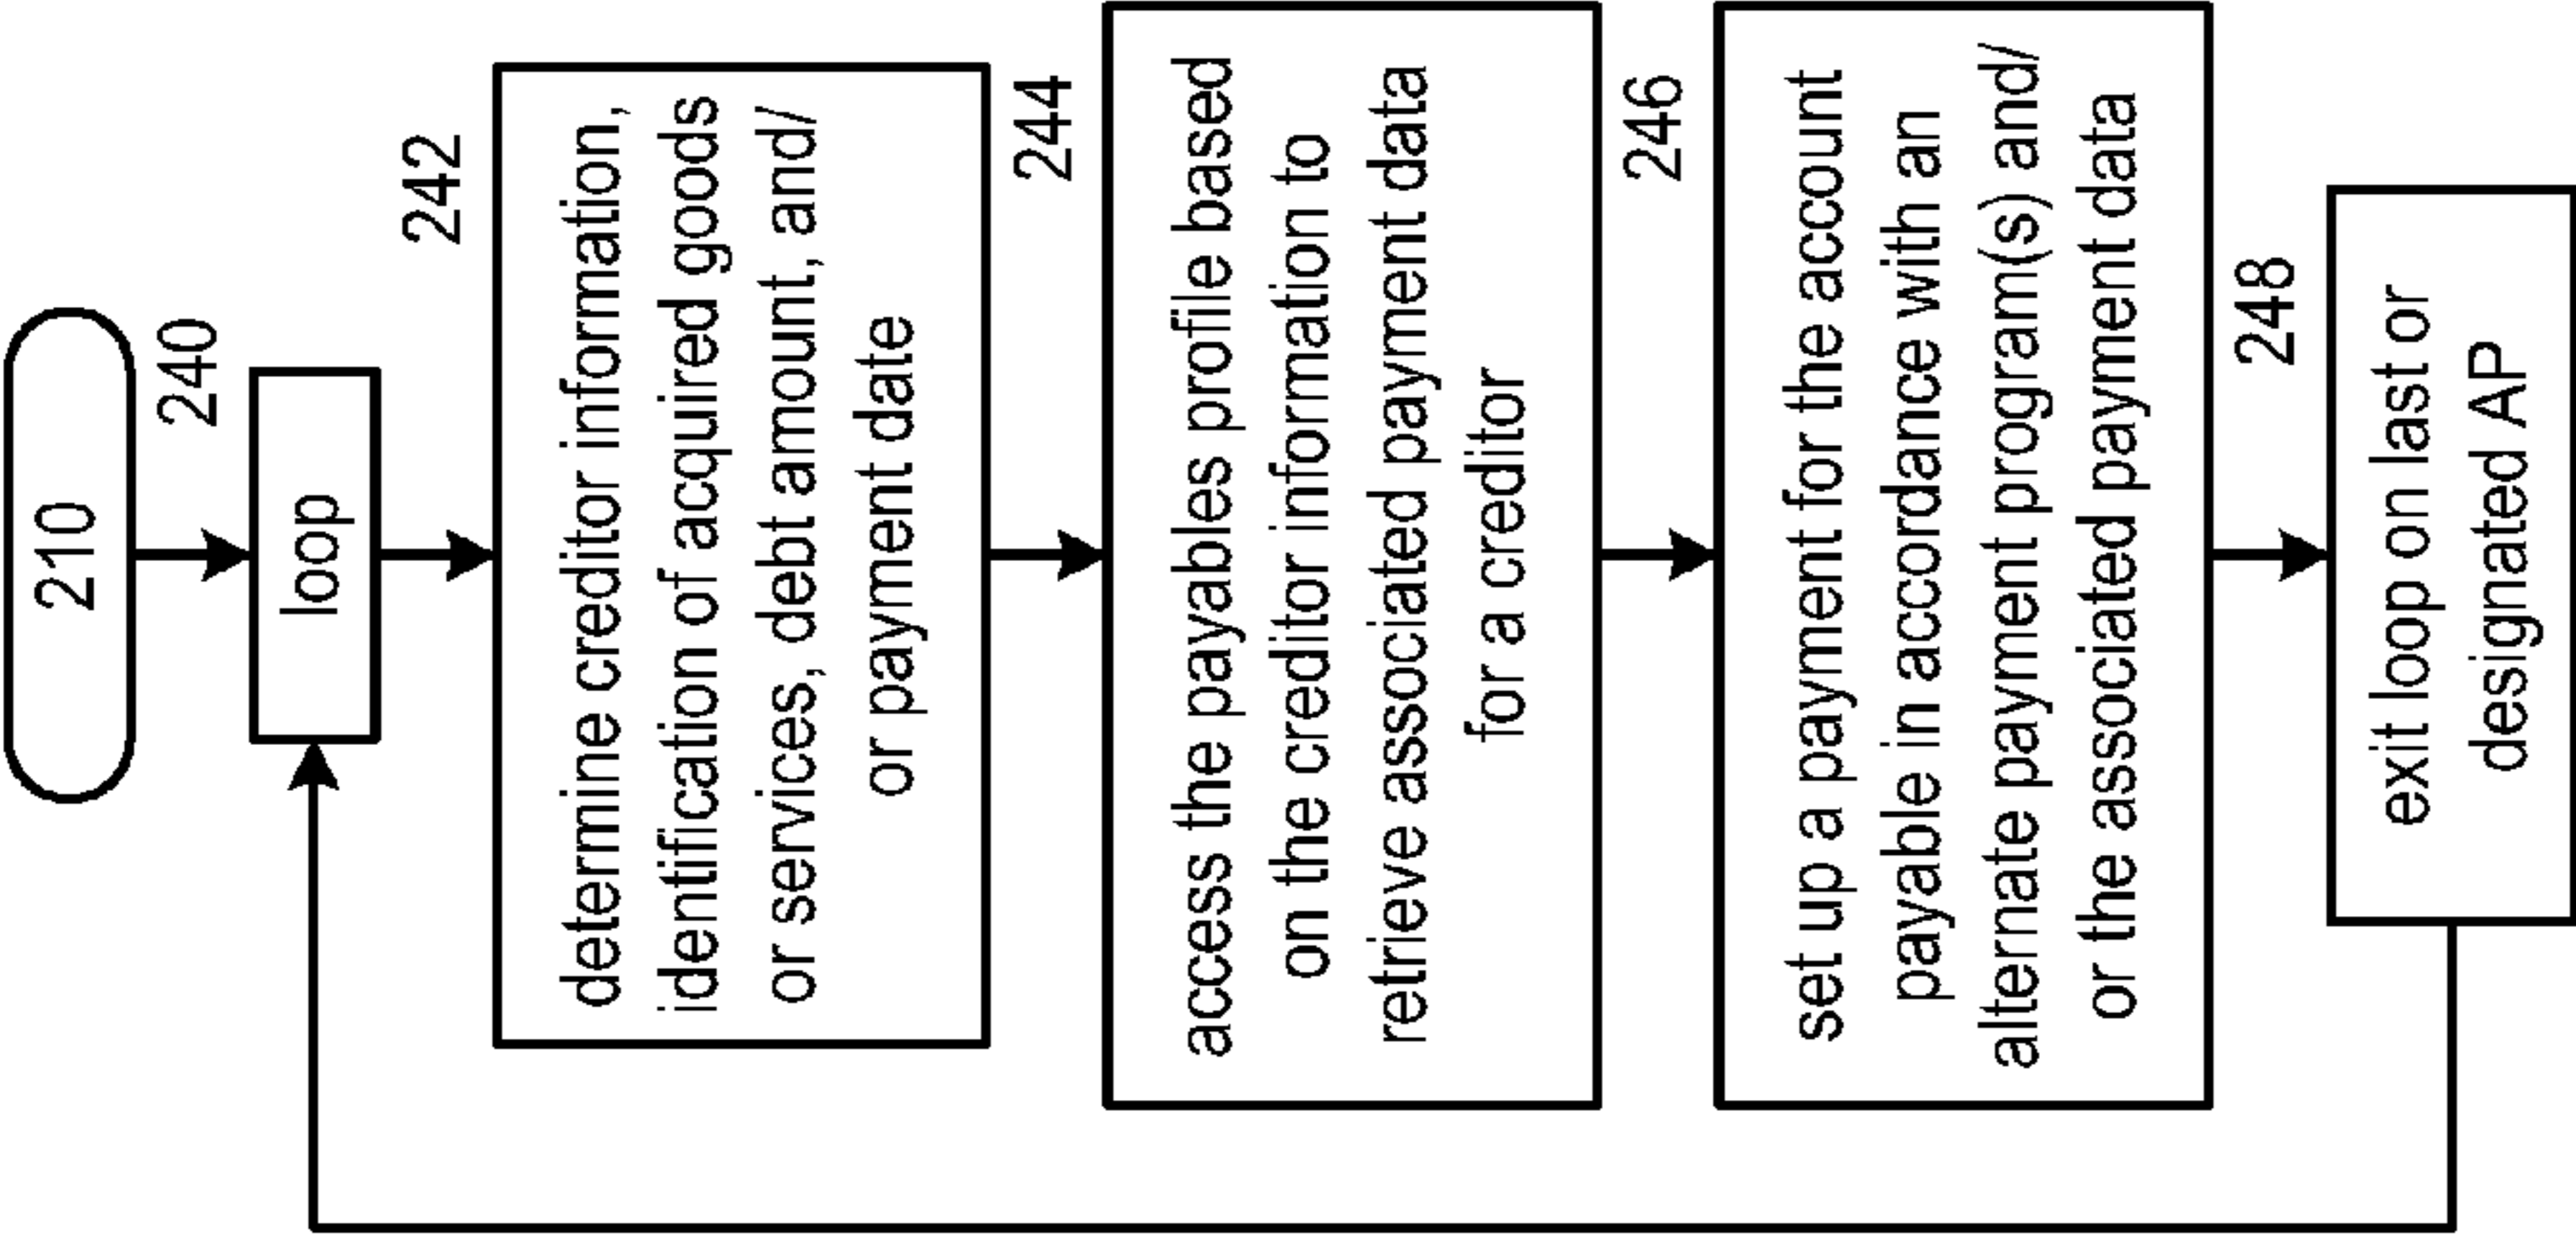 210
240
loop
242
determine creditor information,
identification of acquired goods
or services, debt amount, and/
or payment date
244
access the payables profile based
on the creditor information to
retrieve associated payment data
for a creditor
246
set up a payment for the account
payable in accordance with an
alternate payment program(s) and/
or the associated payment data
248
exit loop on last or
designated AP